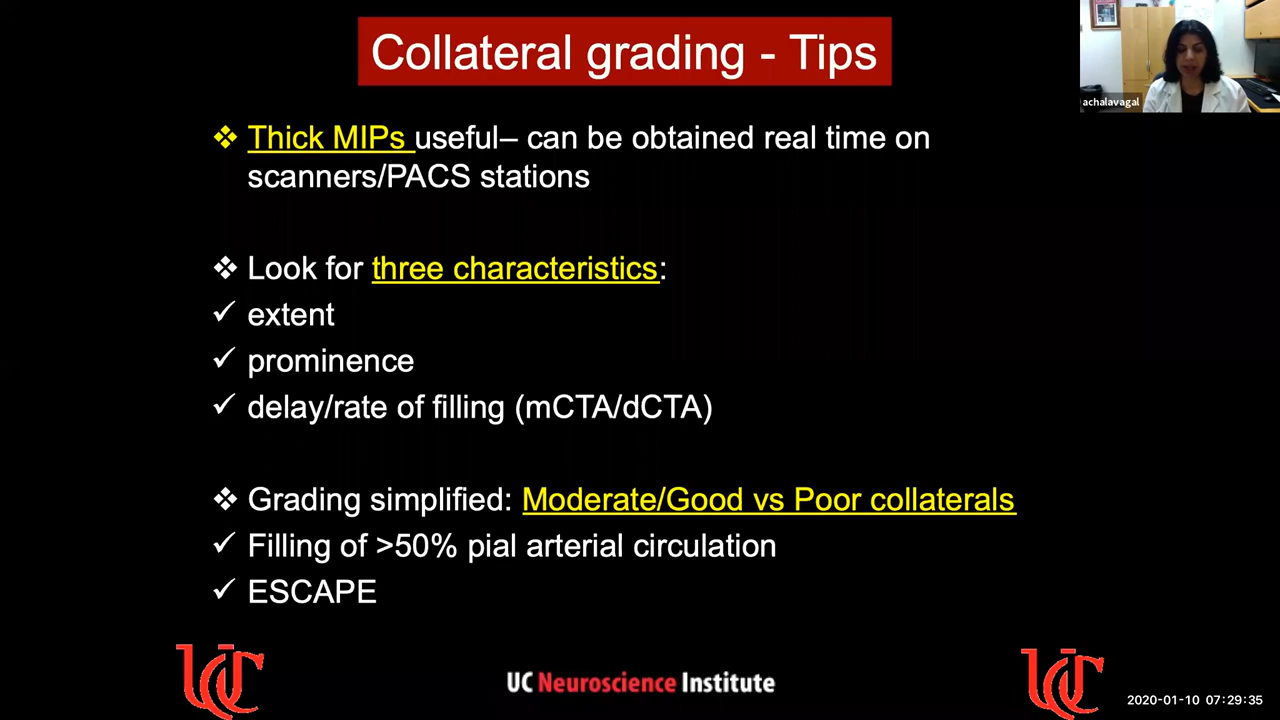 Collateral grading - Tips
achalavagal
❖ Thick MIPs useful– can be obtained real time on
scanners/PACS stations
❖ Look for three characteristics:
✓ extent
✓ prominence
✓ delay/rate of filling (mCTA/dCTA)
❖ Grading simplified: Moderate/Good vs Poor collaterals
✓ Filling of >50% pial arterial circulation
✓ ESCAPE
UC
UC Neuroscience Institute
UC
2020-01-10 07:29:35